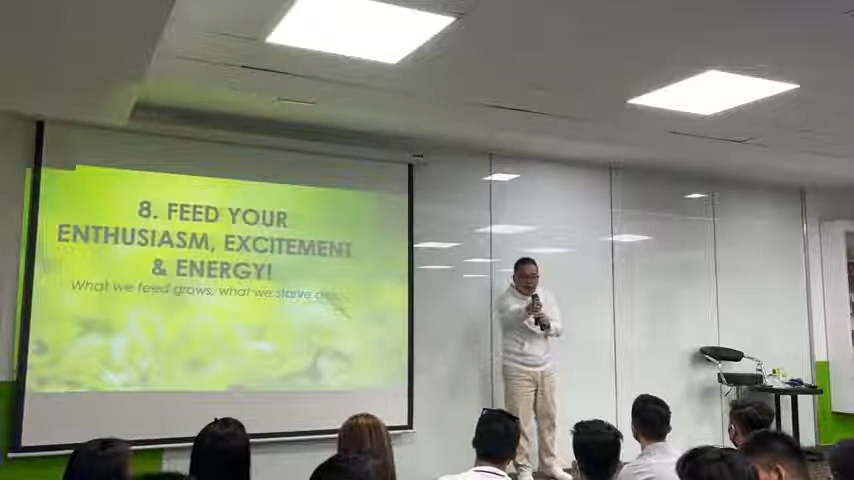 8. FEED YOUR
ENTHUSIASM, EXCITEMENT
& ENERGY!
What we feed grows, what we starve